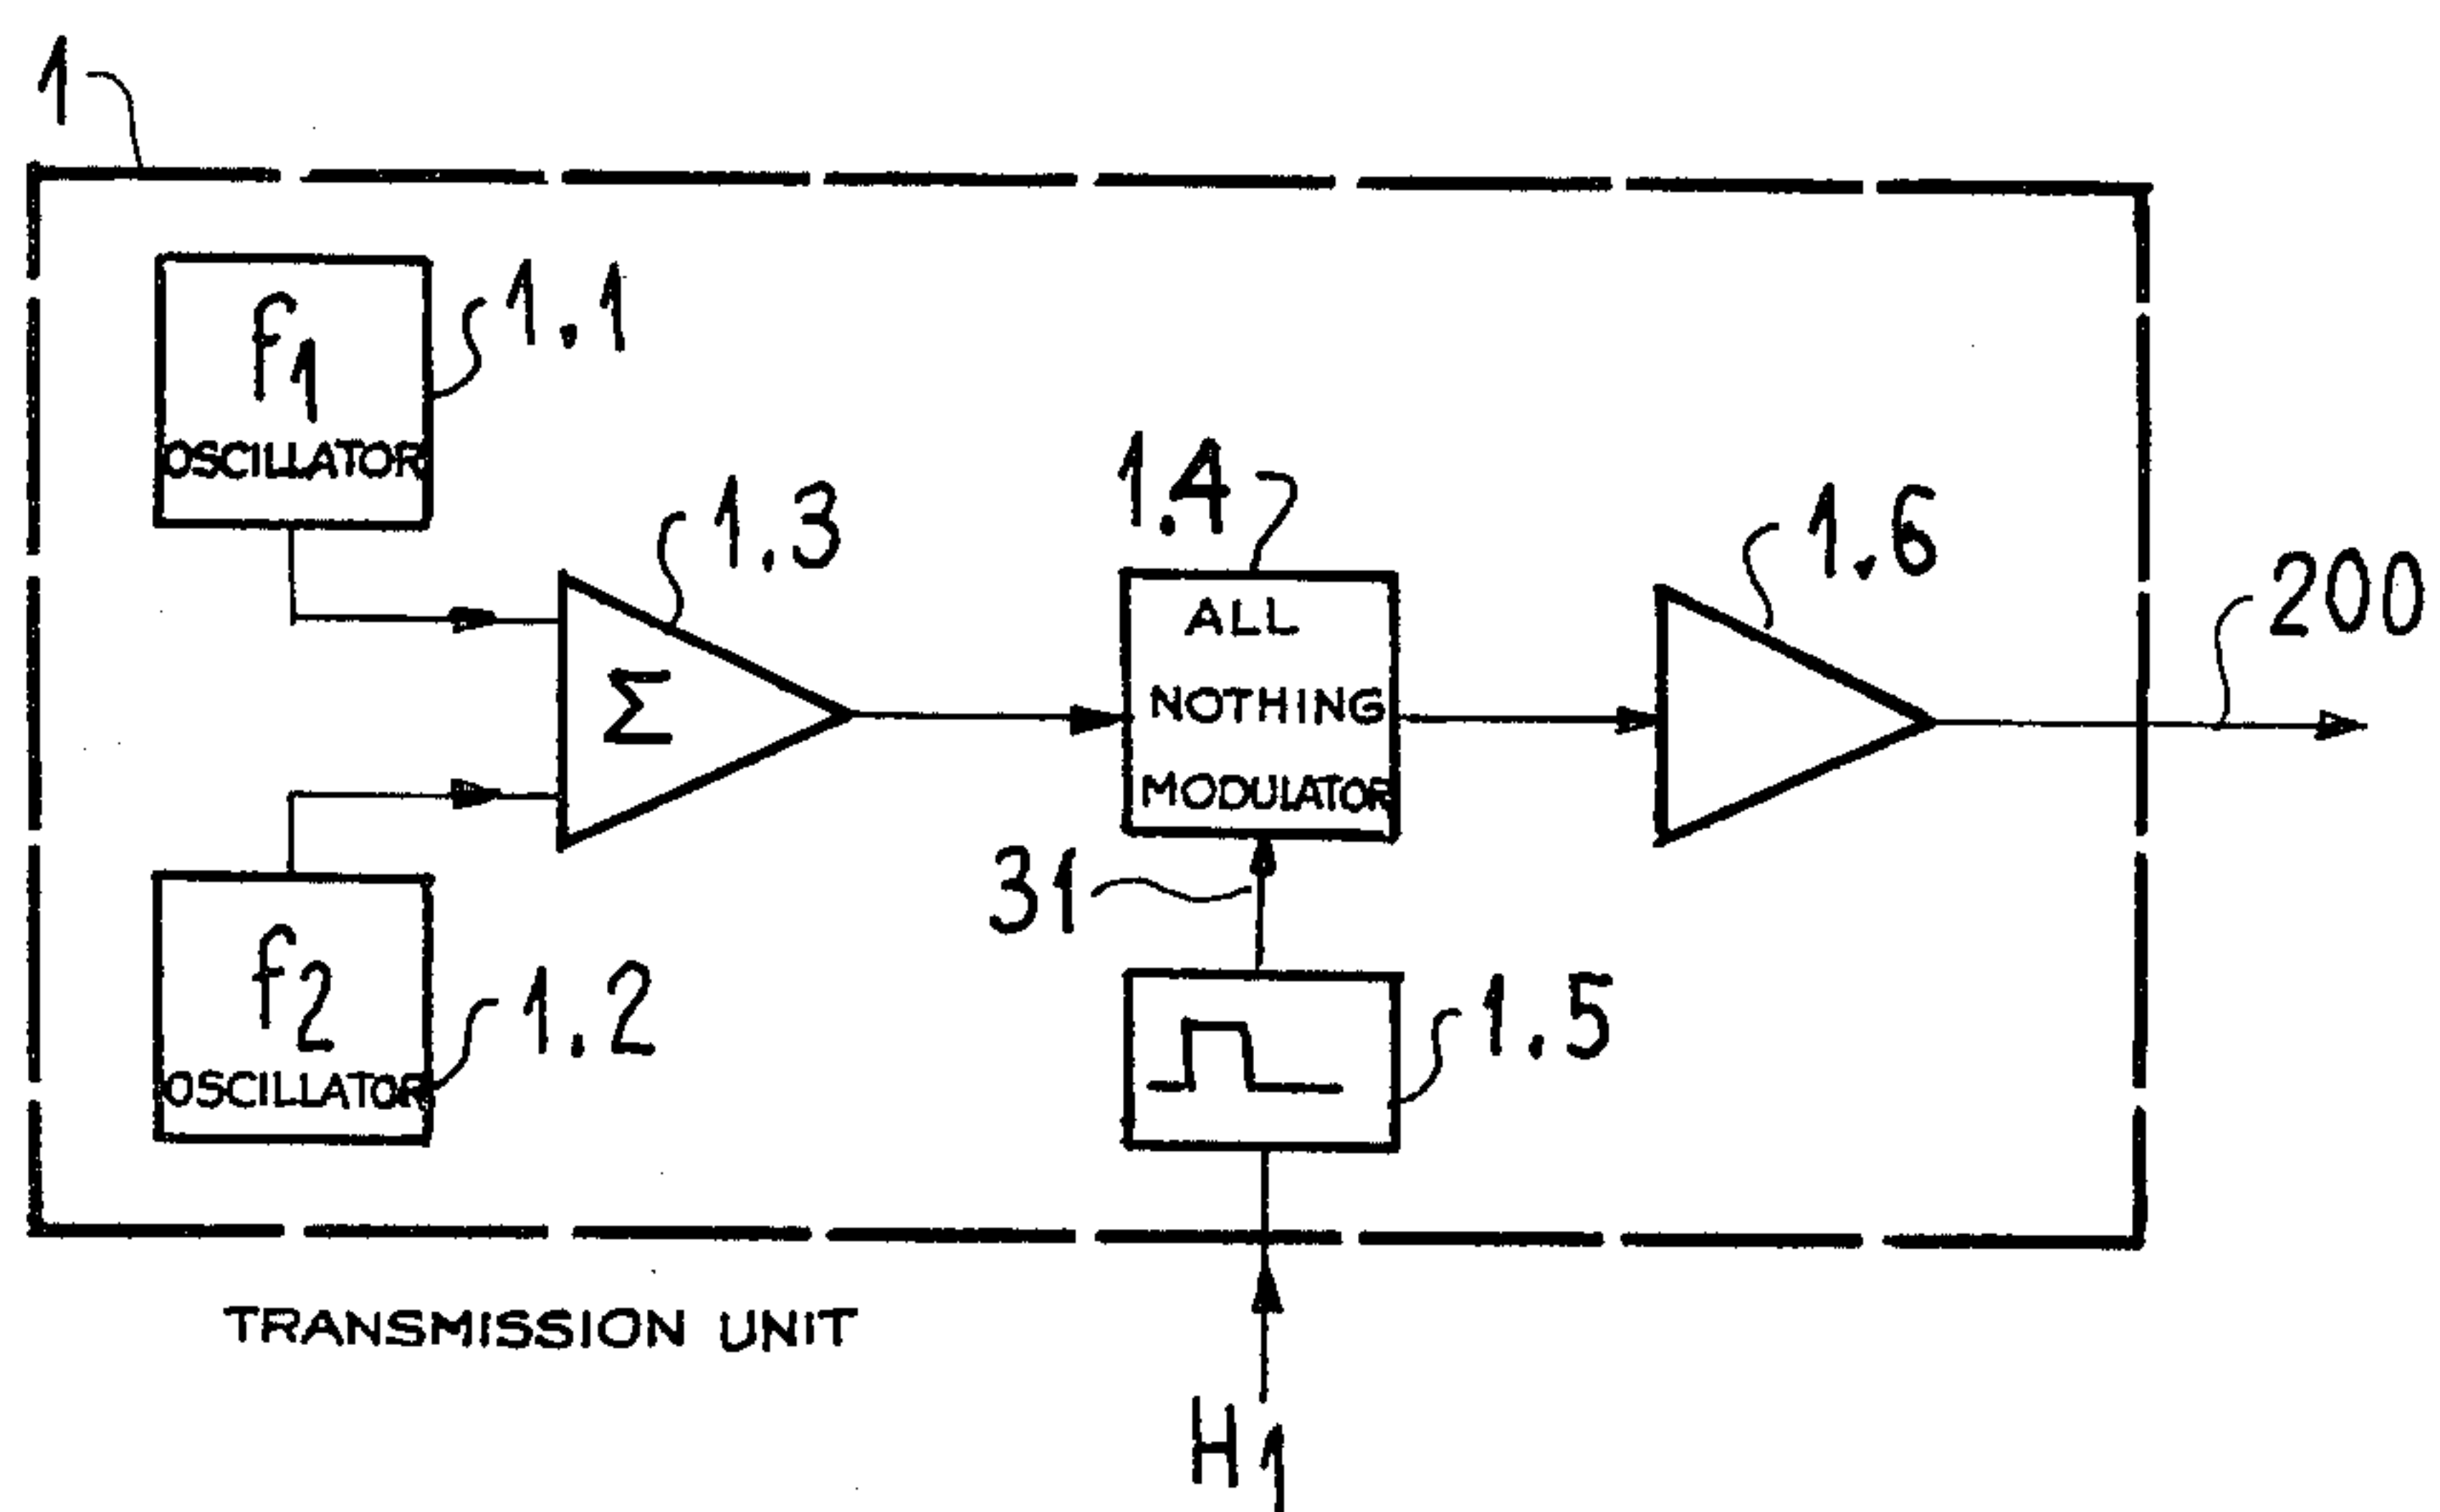 1
f1
OSCILLATOR
1.1
1.3
Σ
1.4
ALL
NOTHING
MODULATOR
1.6
200
31
f2
OSCILLATOR
1.2
1.5
TRANSMISSION UNIT
H1